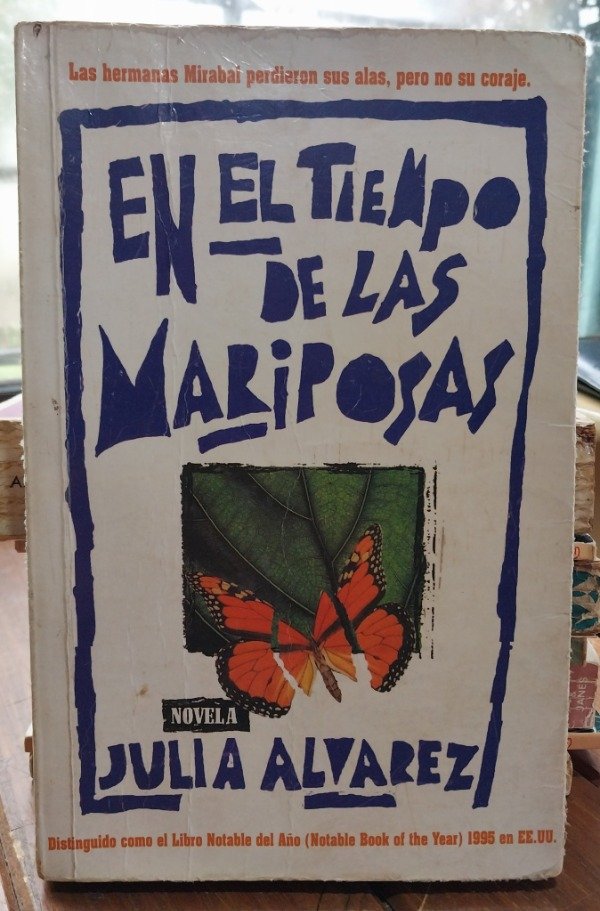 Las hermanas Mirabal perdieron sus alas, pero no su coraje.
EN EL TIEMPO
DE LAS
MARIPOSAS
NOVELA
JULIA ALVAREZ
Distinguido como el Libro Notable del Año (Notable Book of the Year) 1995 en EE.UU.
JANES